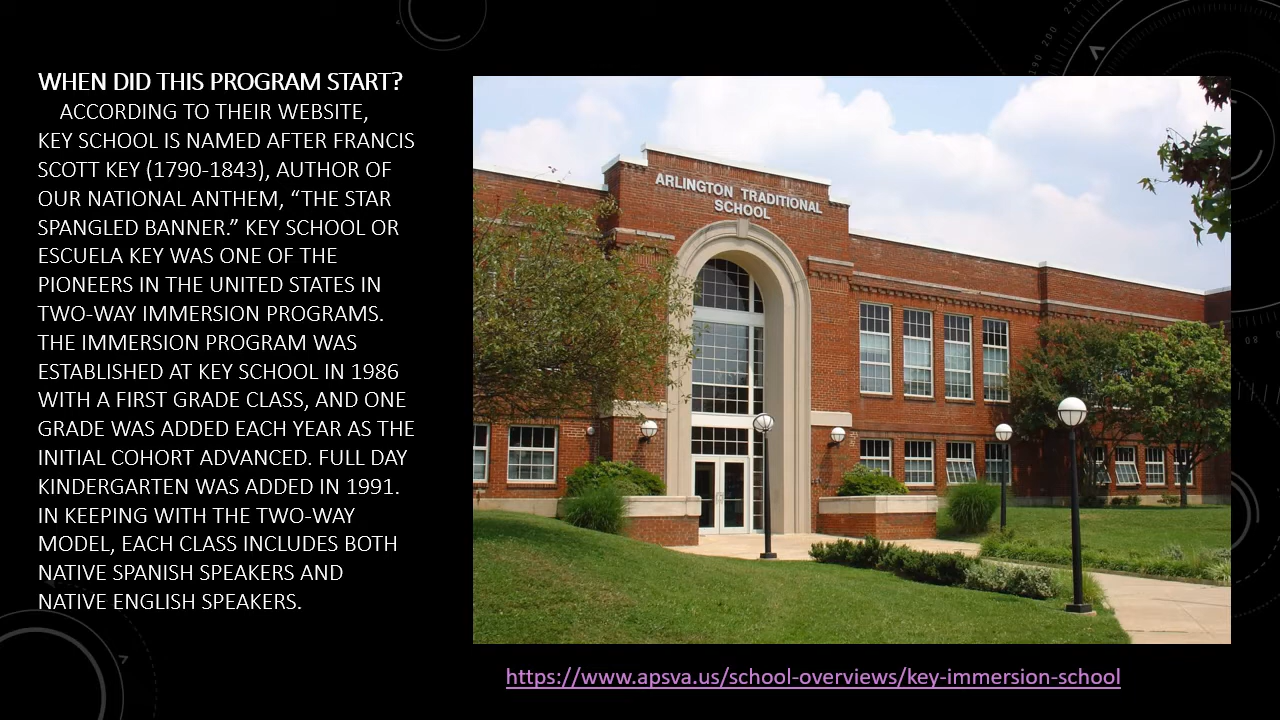 WHEN DID THIS PROGRAM START?
ACCORDING TO THEIR WEBSITE,
KEY SCHOOL IS NAMED AFTER FRANCIS
SCOTT KEY (1790-1843), AUTHOR OF
OUR NATIONAL ANTHEM, “THE STAR
SPANGLED BANNER.” KEY SCHOOL OR
ESCUELA KEY WAS ONE OF THE
PIONEERS IN THE UNITED STATES IN
TWO-WAY IMMERSION PROGRAMS.
THE IMMERSION PROGRAM WAS
ESTABLISHED AT KEY SCHOOL IN 1986
WITH A FIRST GRADE CLASS, AND ONE
GRADE WAS ADDED EACH YEAR AS THE
INITIAL COHORT ADVANCED. FULL DAY
KINDERGARTEN WAS ADDED IN 1991.
IN KEEPING WITH THE TWO-WAY
MODEL, EACH CLASS INCLUDES BOTH
NATIVE SPANISH SPEAKERS AND
NATIVE ENGLISH SPEAKERS.
ARLINGTON TRADITIONAL
SCHOOL
https://www.apsva.us/school-overviews/key-immersion-school
190 200